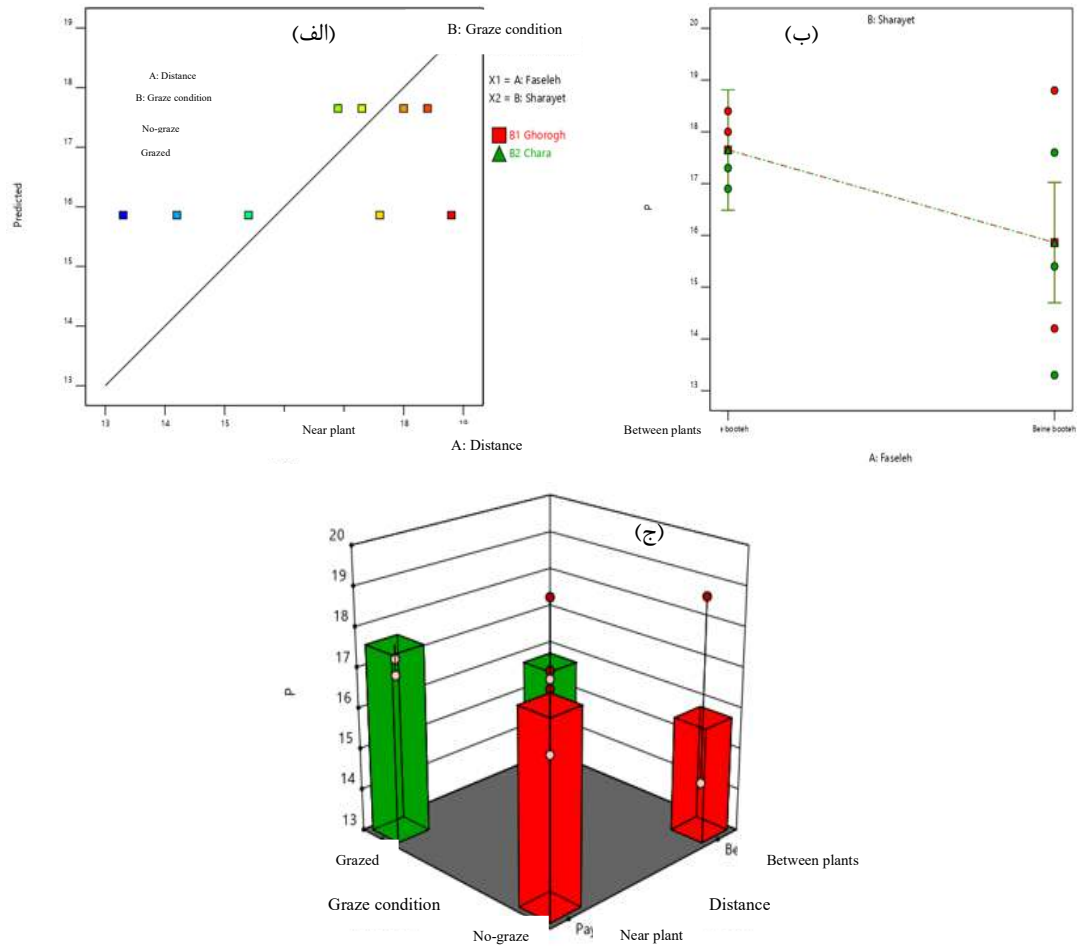 (الف)
B: Graze condition
A: Distance
B: Graze condition
No-graze
Grazed
X1 = A: Faseleh
X2 = B: Sharayet
B1 Ghorogh
B2 Chara
Predicted
19
18
17
16
15
14
13
13
14
15
18
Near plant
A: Distance
(ب)
B: Sharayet
P
20
19
18
17
16
15
14
13
Between plants
booteh
Beine booteh
A: Faseleh
(ج)
P
20
19
18
17
16
15
14
13
Grazed
Graze condition
No-graze
Pay
Near plant
Distance
Be
Between plants